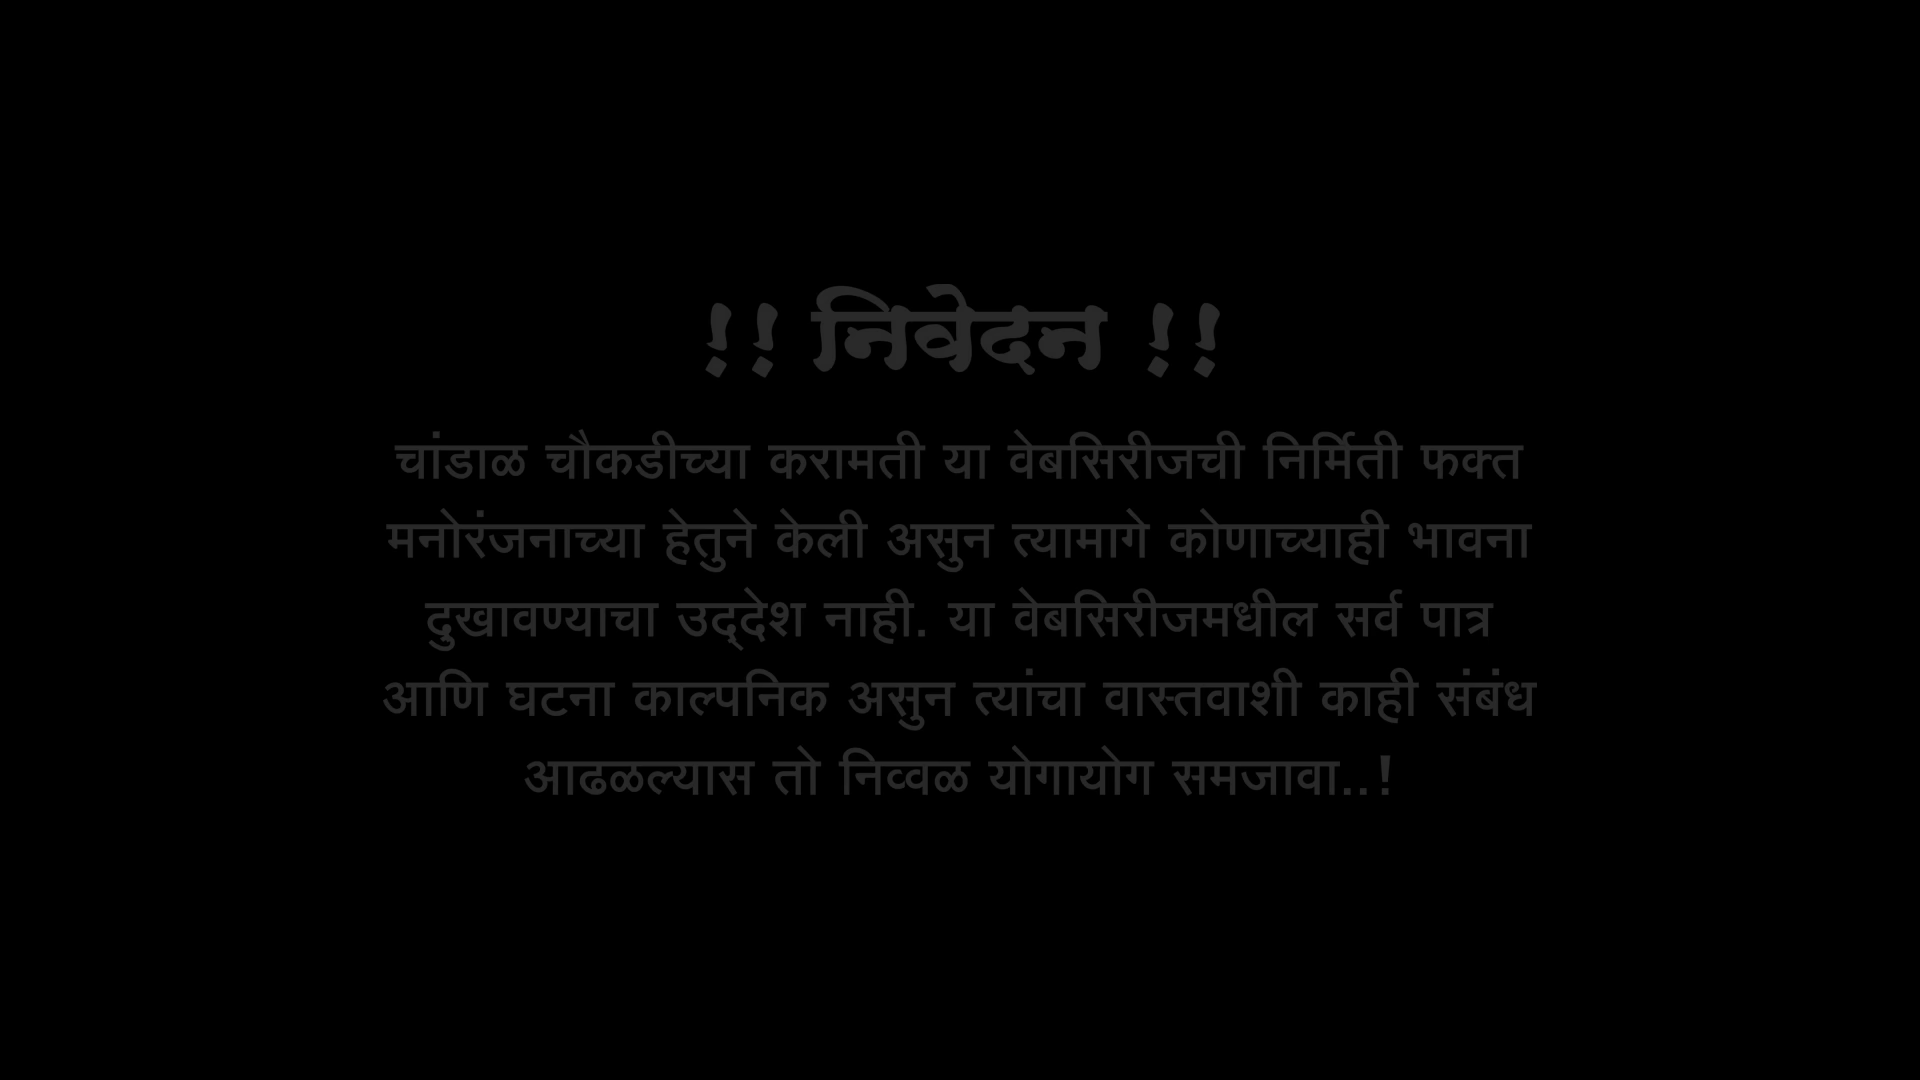 !! निवेदन !!
चांडाळ चौकडीच्या करामती या वेबसिरीजची निर्मिती फक्त
मनोरंजनाच्या हेतुने केली असुन त्यामागे कोणाच्याही भावना
दुखावण्याचा उद्‌देश नाही. या वेबसिरीजमधील सर्व पात्र
आणि घटना काल्पनिक असुन त्यांचा वास्तवाशी काही संबंध
आढळल्यास तो निव्वळ योगायोग समजावा..!